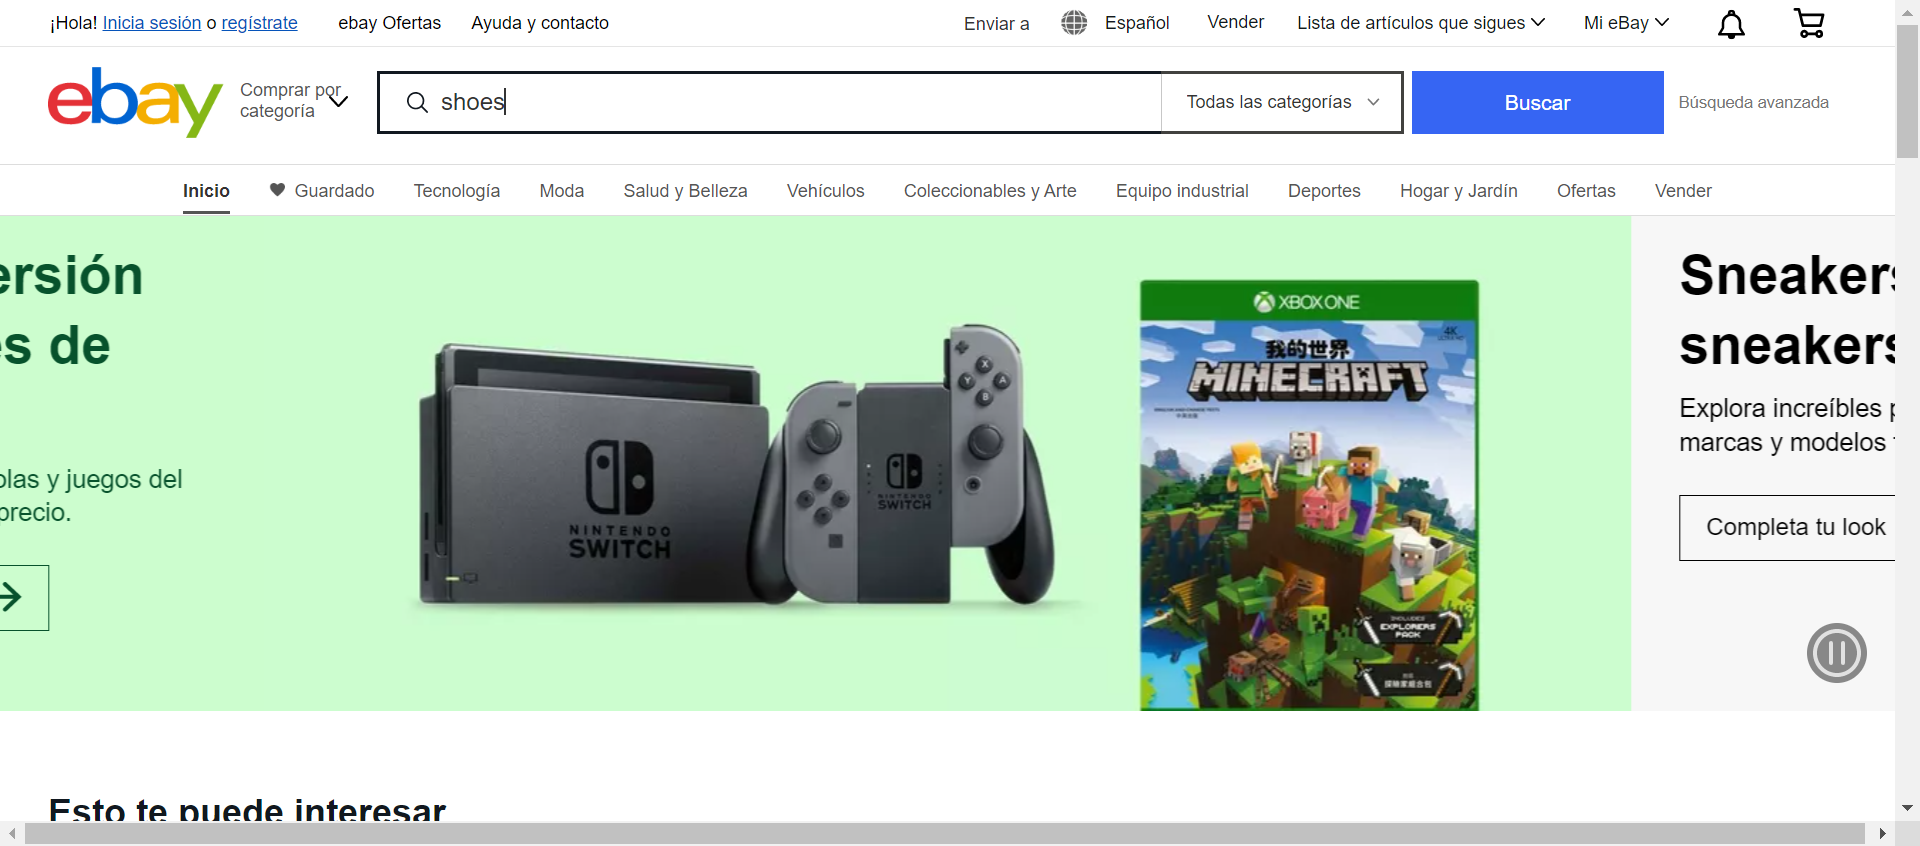 ¡Hola! Inicia sesión o regístrate
ebay Ofertas
Ayuda y contacto
Enviar a
Español
Vender
Lista de artículos que sigues
Mi eBay
ebay
Comprar por
categoría
shoes
Todas las categorías
Buscar
Búsqueda avanzada
Inicio
Guardado
Tecnología
Moda
Salud y Belleza
Vehículos
Coleccionables y Arte
Equipo industrial
Deportes
Hogar y Jardín
Ofertas
Vender
ersión
s de
olas y juegos del
precio.
NINTENDO
SWITCH
NINTENDO
SWITCH
X
Y
A
B
XBOX ONE
4K
我的世界
MINECRAFT
INCLUDES
EXPLORERS
PACK
Sneakers
sneakers
Explora increíbles
marcas y modelos
Completa tu look
Esto te puede interesar